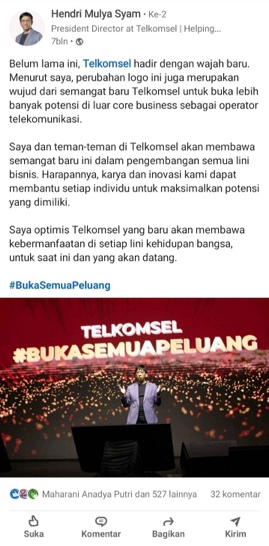 Hendri Mulya Syam • Ke-2
President Director at Telkomsel | Helping...
7bln •
Belum lama ini, Telkomsel hadir dengan wajah baru.
Menurut saya, perubahan logo ini juga merupakan
wujud dari semangat baru Telkomsel untuk buka lebih
banyak potensi di luar core business sebagai operator
telekomunikasi.
Saya dan teman-teman di Telkomsel akan membawa
semangat baru ini dalam pengembangan semua lini
bisnis. Harapannya, karya dan inovasi kami dapat
membantu setiap individu untuk maksimalkan potensi
yang dimiliki.
Saya optimis Telkomsel yang baru akan membawa
kebermanfaatan di setiap lini kehidupan bangsa,
untuk saat ini dan yang akan datang.
#BukaSemuaPeluang
TELKOMSEL
#BUKASEMUAPELUANG
Maharani Anadya Putri dan 527 lainnya 32 komentar
Suka Komentar Bagikan Kirim